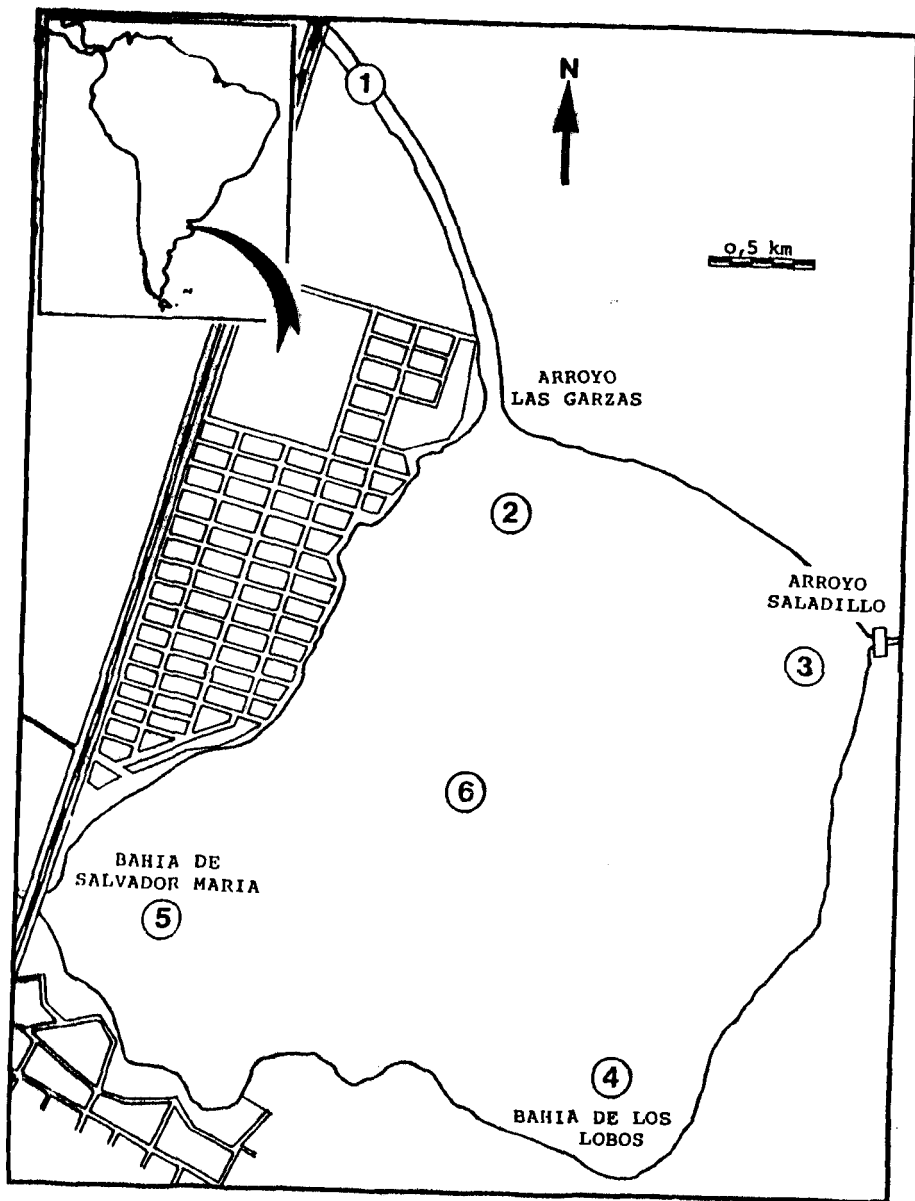 1
N
0,5 km
ARROYO
LAS GARZAS
2
ARROYO
SALADILLO
3
6
BAHIA DE
SALVADOR MARIA
5
4
BAHIA DE LOS
LOBOS